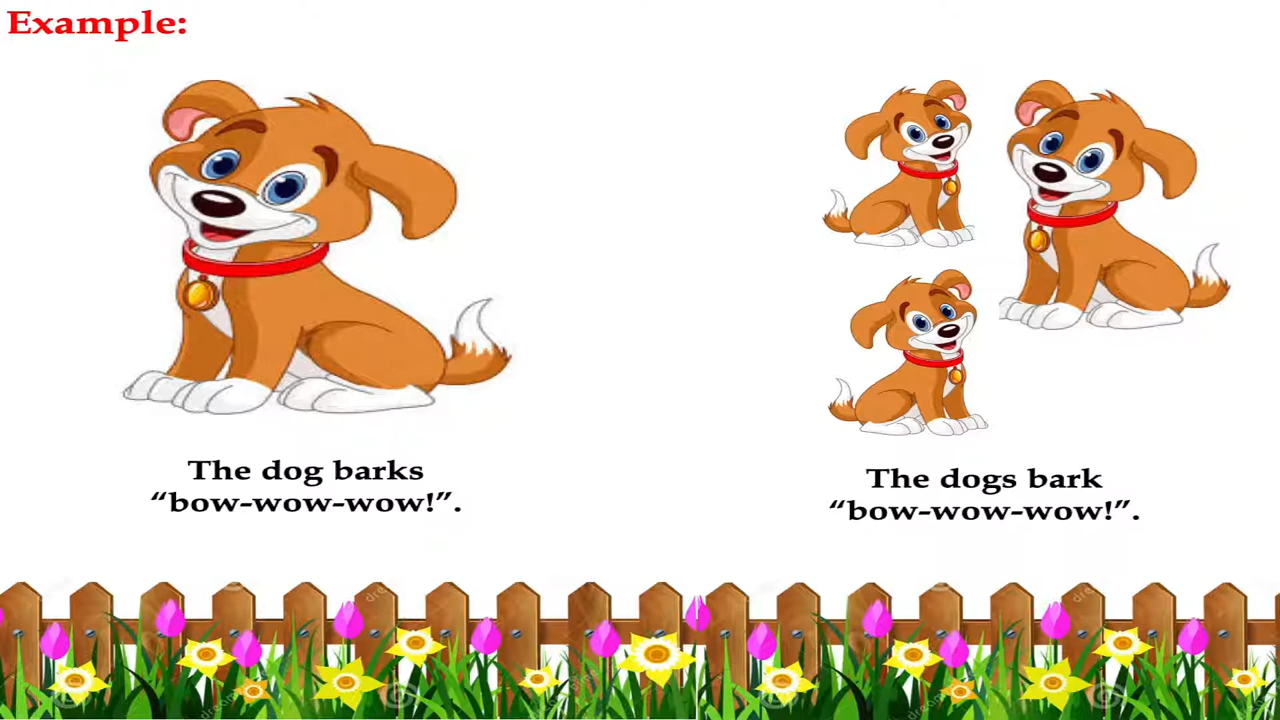 Example:
The dog barks
“bow-wow-wow!”.
The dogs bark
“bow-wow-wow!”.